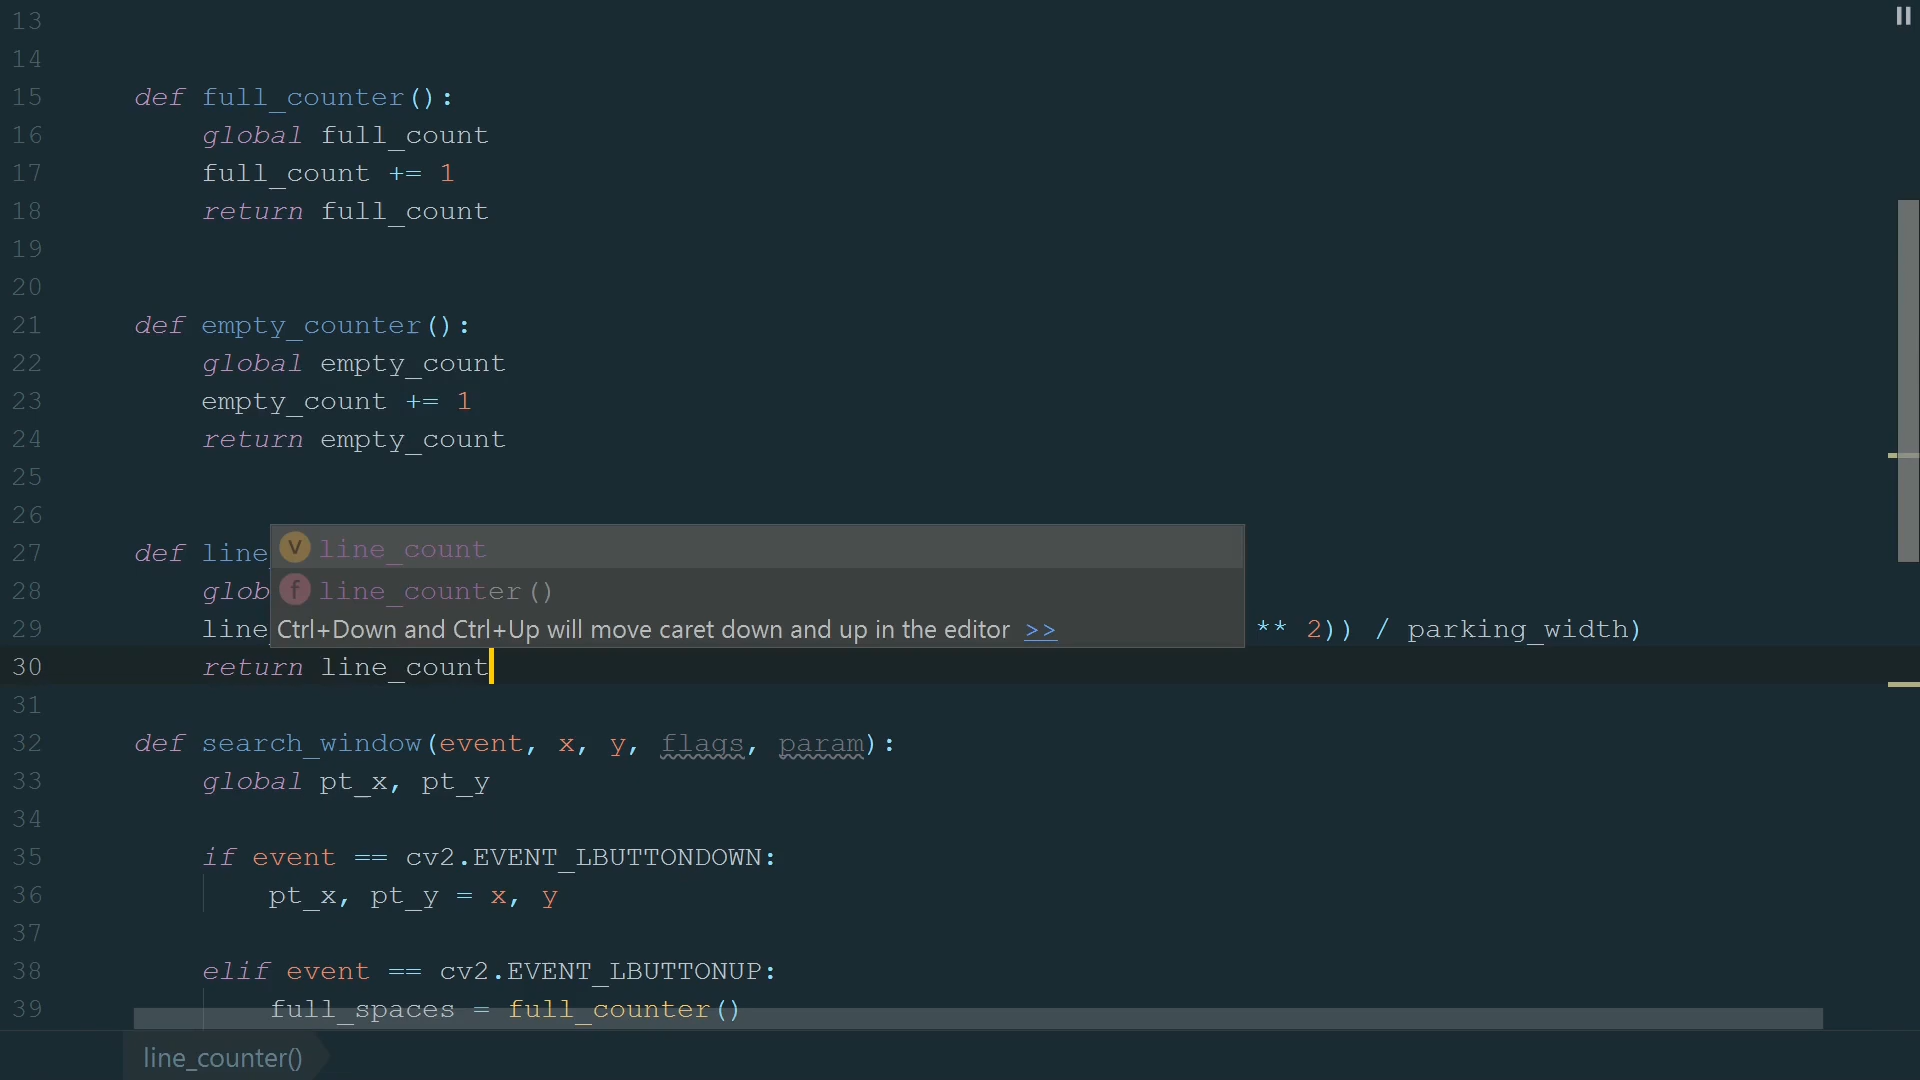 13
14
15 def full_counter():
16 global full_count
17 full_count += 1
18 return full_count
19
20
21 def empty_counter():
22 global empty_count
23 empty_count += 1
24 return empty_count
25
26
27 def line_
v line_count
28 glob
f line_counter()
29 line_
Ctrl+Down and Ctrl+Up will move caret down and up in the editor >>
** 2)) / parking_width)
30 return line_count
31
32 def search_window(event, x, y, flags, param):
33 global pt_x, pt_y
34
35 if event == cv2.EVENT_LBUTTONDOWN:
36 pt_x, pt_y = x, y
37
38 elif event == cv2.EVENT_LBUTTONUP:
39 full_spaces = full_counter()
line_counter()